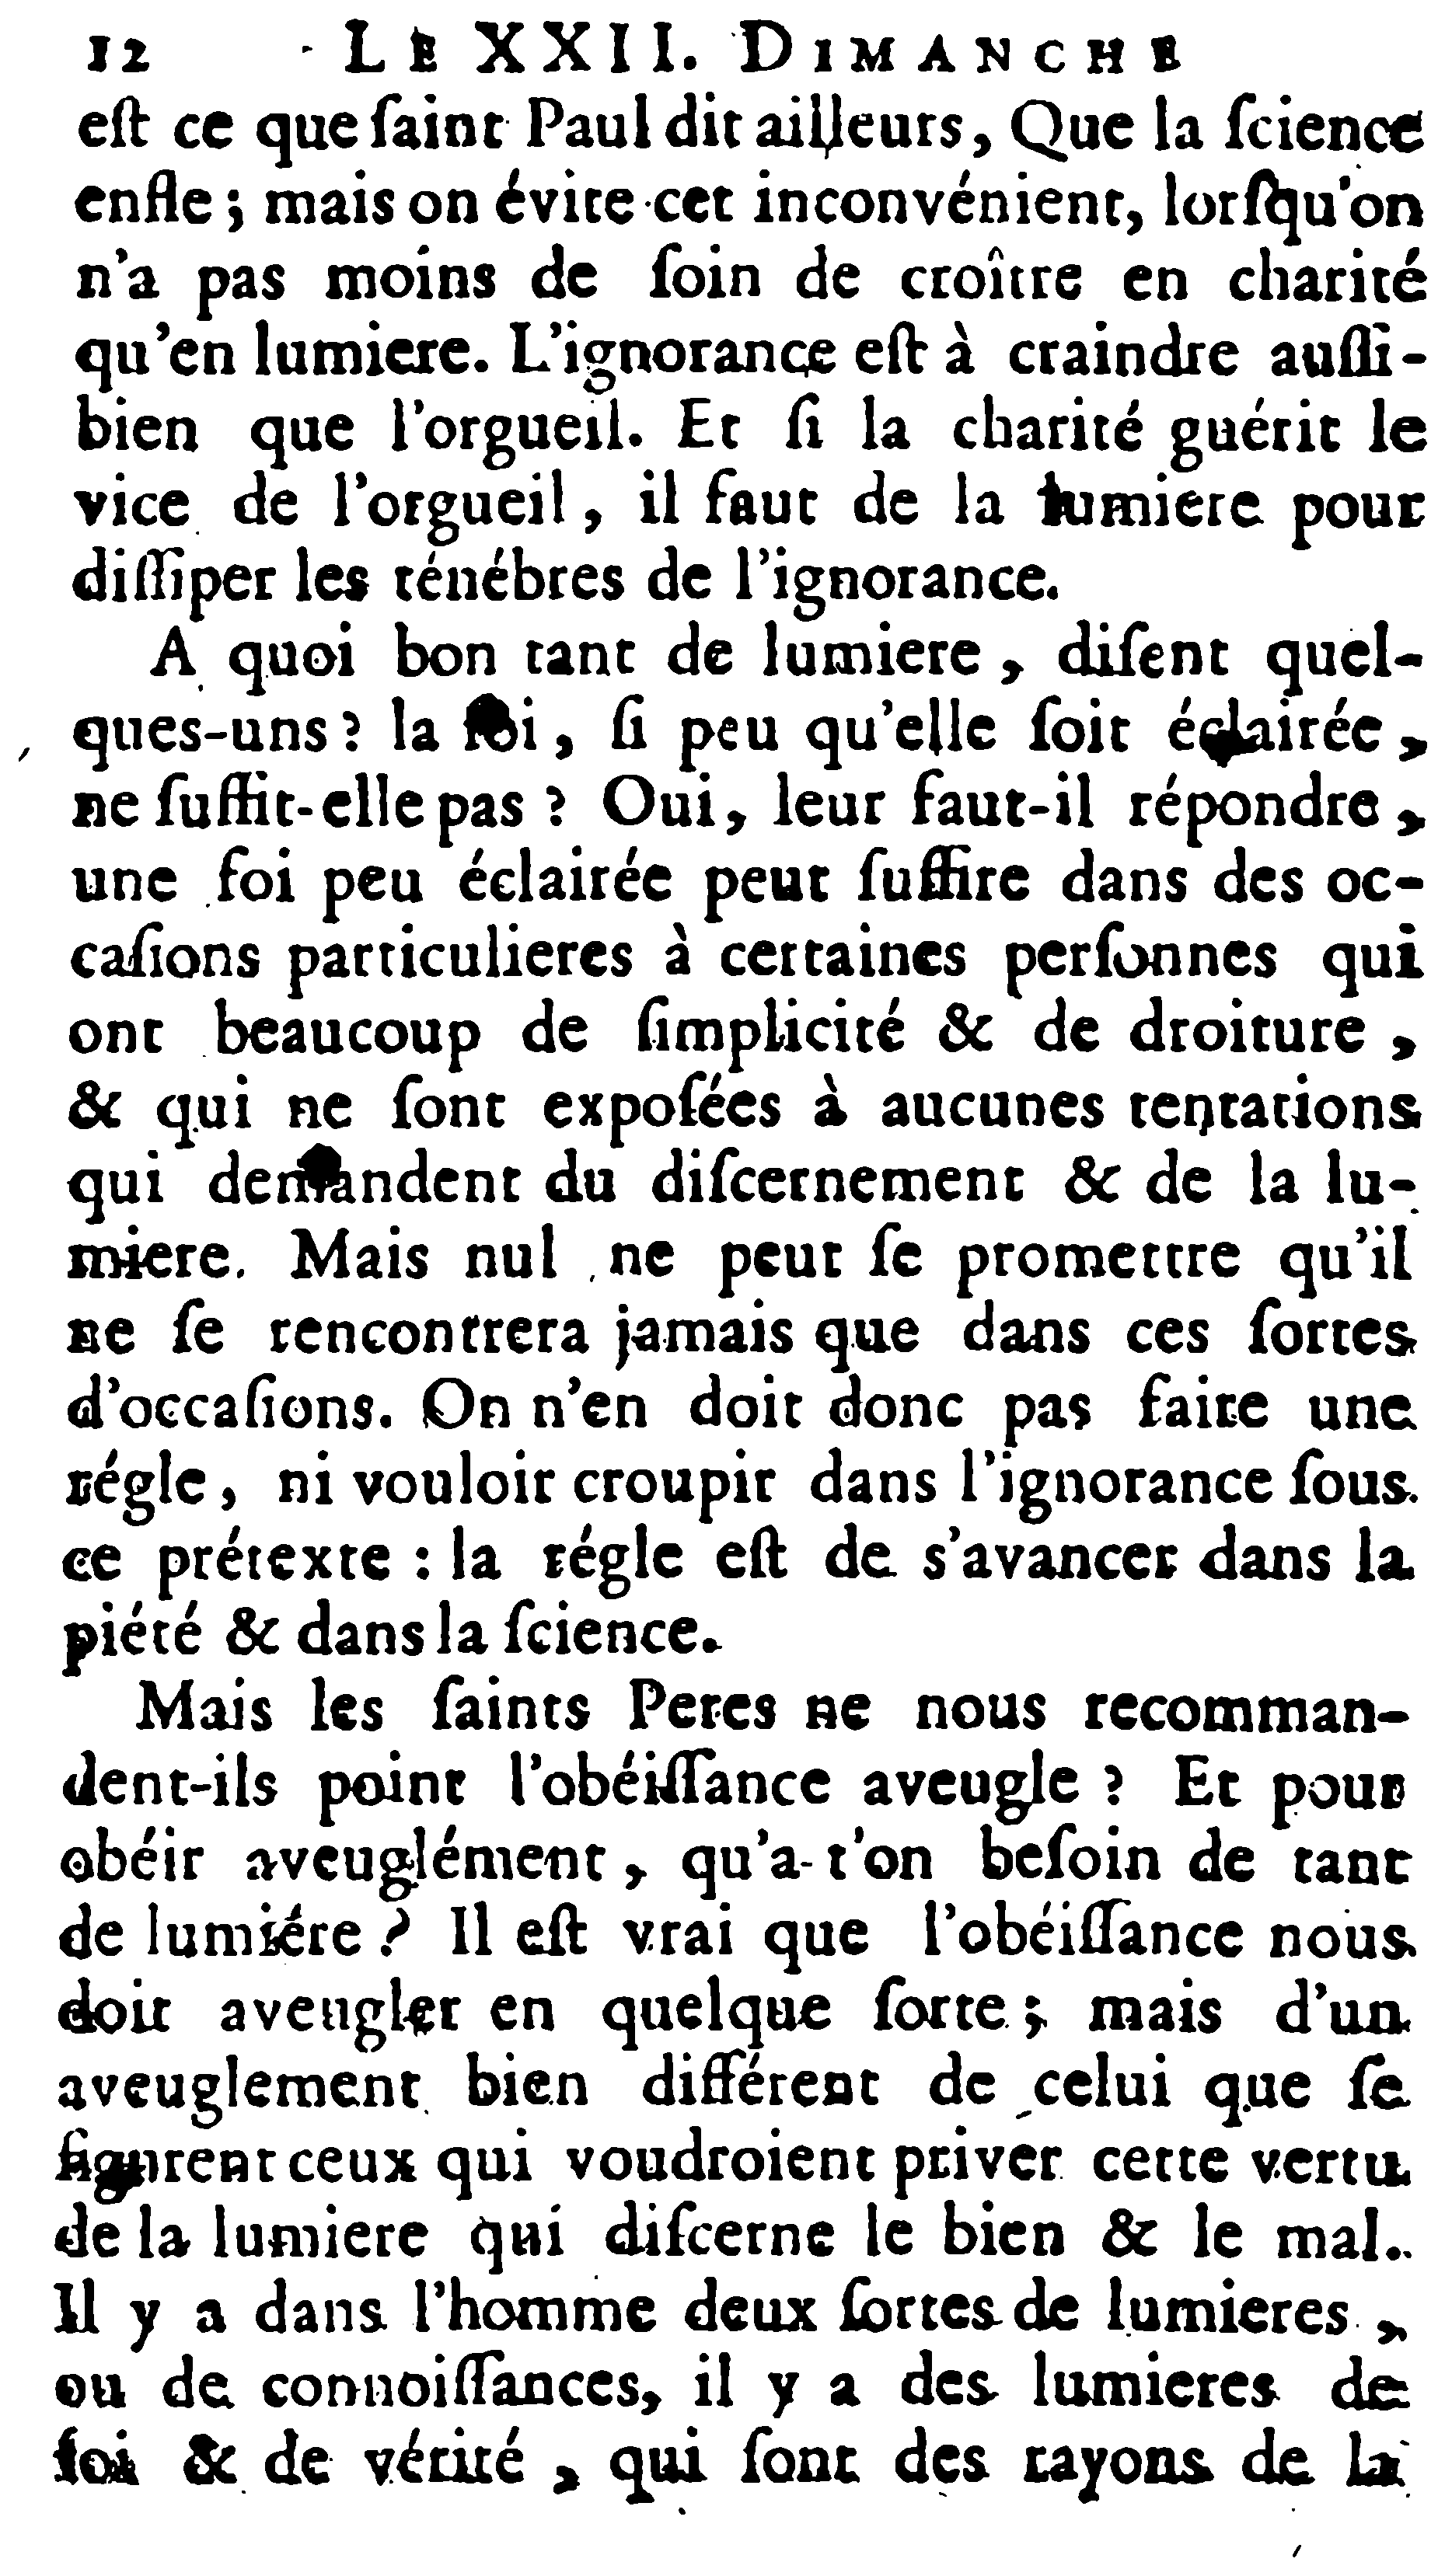 12 LE XXII. DIMANCHE
eſt ce que ſaint Paul dit ailleurs, Que la ſcience
enfle ; mais on évite cet inconvénient, lorſqu'on
n'a pas moins de ſoin de croître en charité
qu'en lumiere. L'ignorance eſt à craindre auſſi-
bien que l'orgueil. Et ſi la charité guérit le
vice de l'orgueil, il faut de la lumiere pour
diſſiper les ténébres de l'ignorance.
A quoi bon tant de lumiere, diſent quel-
ques-uns ? la foi, ſi peu qu'elle ſoit éclairée,
ne ſuffit-elle pas ? Oui, leur faut-il répondre,
une foi peu éclairée peut ſuffire dans des oc-
caſions particulieres à certaines perſonnes qui
ont beaucoup de ſimplicité & de droiture,
& qui ne ſont expoſées à aucunes tentations
qui demandent du diſcernement & de la lu-
miere. Mais nul ne peut ſe promettre qu'il
ne ſe rencontrera jamais que dans ces ſortes
d'occaſions. On n'en doit donc pas faire une
régle, ni vouloir croupir dans l'ignorance ſous
ce prétexte : la régle eſt de s'avancer dans la
piété & dans la ſcience.
Mais les ſaints Peres ne nous recomman-
dent-ils point l'obéiſſance aveugle ? Et pour
obéir aveuglément, qu'a-t'on beſoin de tant
de lumiére ? Il eſt vrai que l'obéiſſance nous
doit aveugler en quelque ſorte ; mais d'un
aveuglement bien différent de celui que ſe
figurent ceux qui voudroient priver cette vertu
de la lumiere qui diſcerne le bien & le mal.
Il y a dans l'homme deux ſortes de lumieres,
ou de connoiſſances, il y a des lumieres de
foi & de vérité, qui ſont des rayons de la